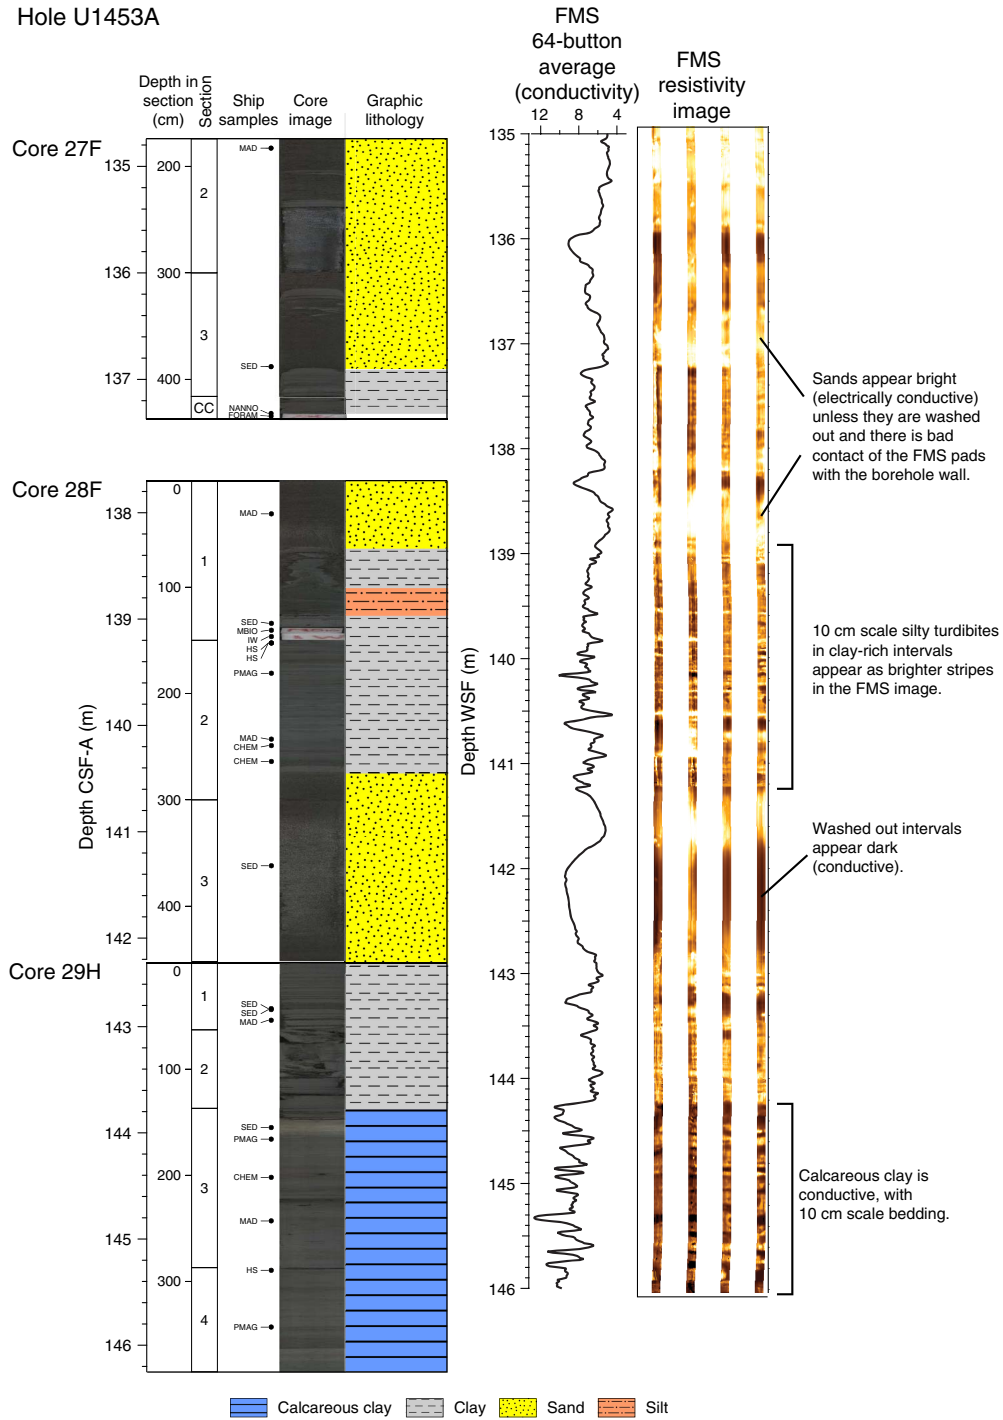 Hole U1453A
FMS
64-button
average
(conductivity)
12 8 4
FMS
resistivity
image
Depth in
section
(cm)
Section
Ship
samples
Core
image
Graphic
lithology
Core 27F
135
136
137
200
300
400
2
3
CC
MAD
SED
NANNO
FORAM
Core 28F
138
139
140
141
142
0
100
200
300
400
1
2
3
MAD
SED
MBIO
IW
HS
HS
PMAG
MAD
CHEM
CHEM
SED
Depth CSF-A (m)
Core 29H
143
144
145
146
0
100
200
300
1
2
3
4
SED
SED
MAD
SED
PMAG
CHEM
MAD
HS
PMAG
Depth WSF (m)
135
136
137
138
139
140
141
142
143
144
145
146
Sands appear bright
(electrically conductive)
unless they are washed
out and there is bad
contact of the FMS pads
with the borehole wall.
10 cm scale silty turdibites
in clay-rich intervals
appear as brighter stripes
in the FMS image.
Washed out intervals
appear dark
(conductive).
Calcareous clay is
conductive, with
10 cm scale bedding.
Calcareous clay Clay Sand Silt